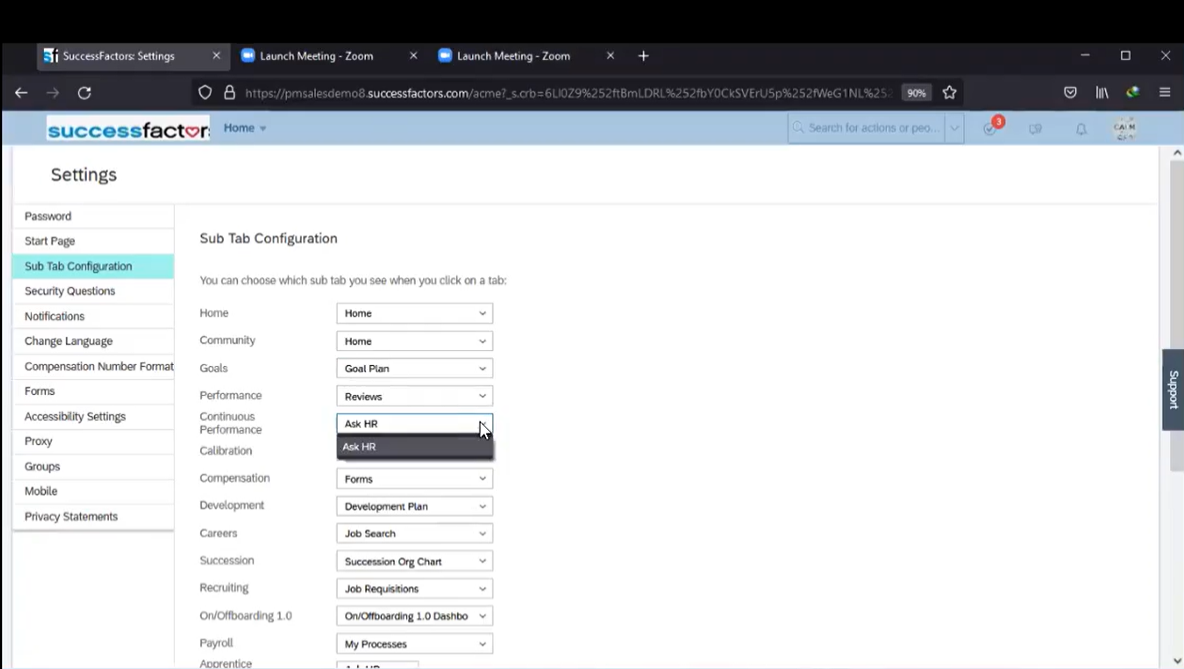 SuccessFactors: Settings
Launch Meeting - Zoom
Launch Meeting - Zoom
https://pmsalesdemo8.successfactors.com/acme?_s.crb=6LI0Z9%252ftBmLDRL%252fbY0CkSVErU5p%252fWeG1NL%252
90%
successfactors
Home
Search for actions or peo...
3
CALM
Settings
Password
Start Page
Sub Tab Configuration
Security Questions
Notifications
Change Language
Compensation Number Format
Forms
Accessibility Settings
Proxy
Groups
Mobile
Privacy Statements
Sub Tab Configuration
You can choose which sub tab you see when you click on a tab:
Home Home
Community Home
Goals Goal Plan
Performance Reviews
Continuous Performance Ask HR
Ask HR
Calibration
Compensation Forms
Development Development Plan
Careers Job Search
Succession Succession Org Chart
Recruiting Job Requisitions
On/Offboarding 1.0 On/Offboarding 1.0 Dashbo
Payroll My Processes
Apprentice Ask HR
Support